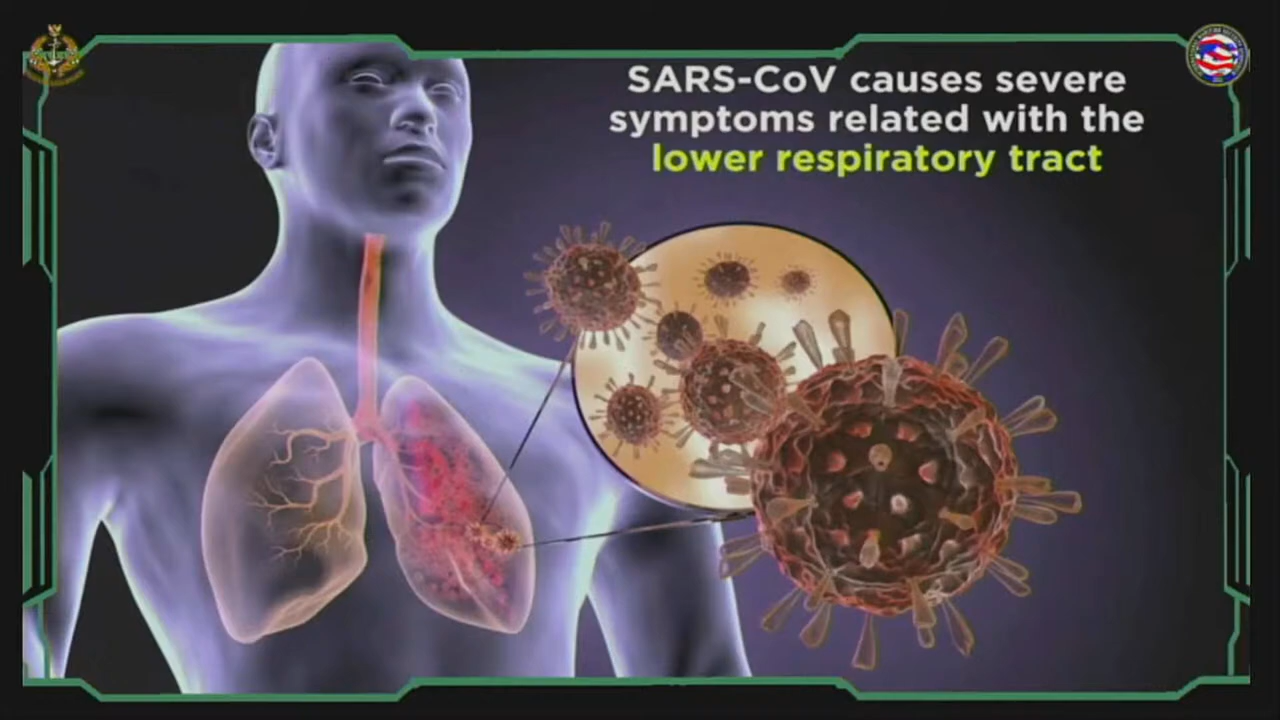 SARS-CoV causes severe
symptoms related with the
lower respiratory tract